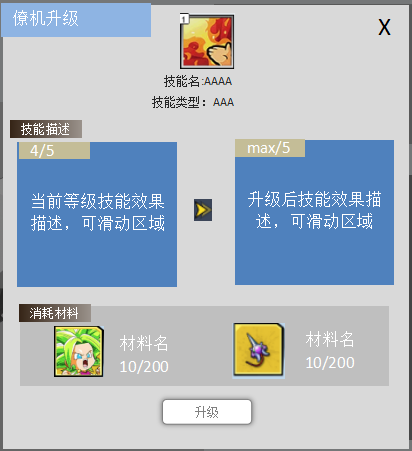 僚机升级
X
1
技能名:AAAA
技能类型：AAA
技能描述
4/5
当前等级技能效果
描述，可滑动区域
max/5
升级后技能效果描
述，可滑动区域
消耗材料
材料名
10/200
材料名
10/200
升级